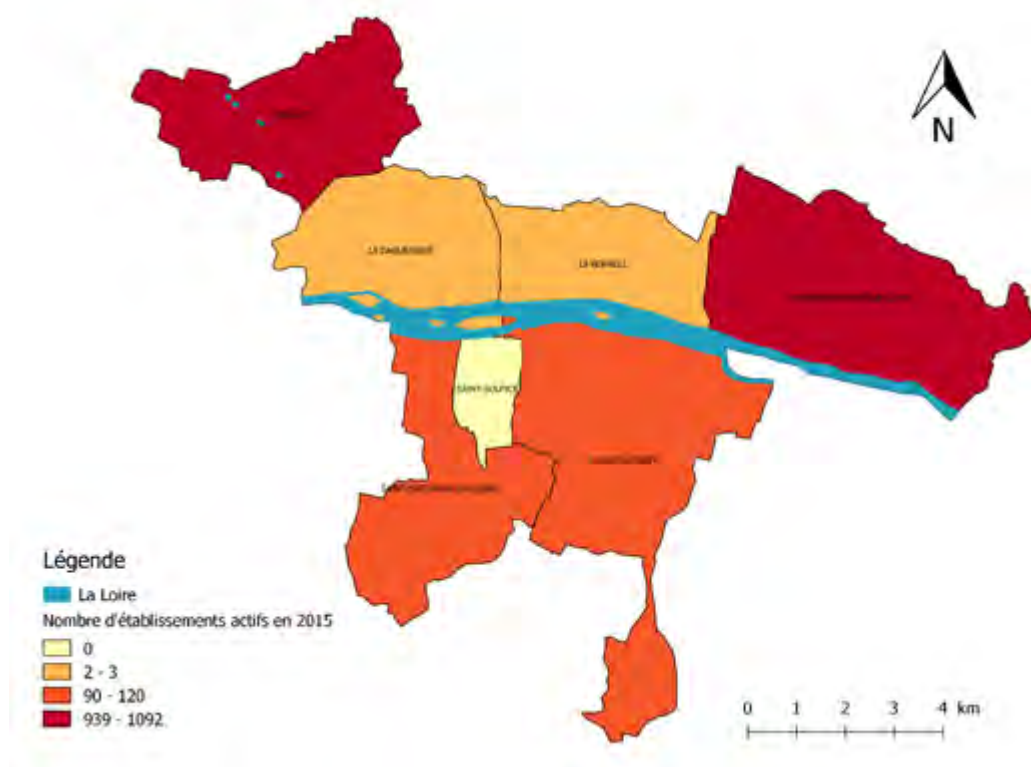 N
LA DAGUENIERE
LA BOHALLE
SAINT-SULPICE
Légende
La Loire
Nombre d'établissements actifs en 2015
0
2 - 3
90 - 120
939 - 1092
0 1 2 3 4 km